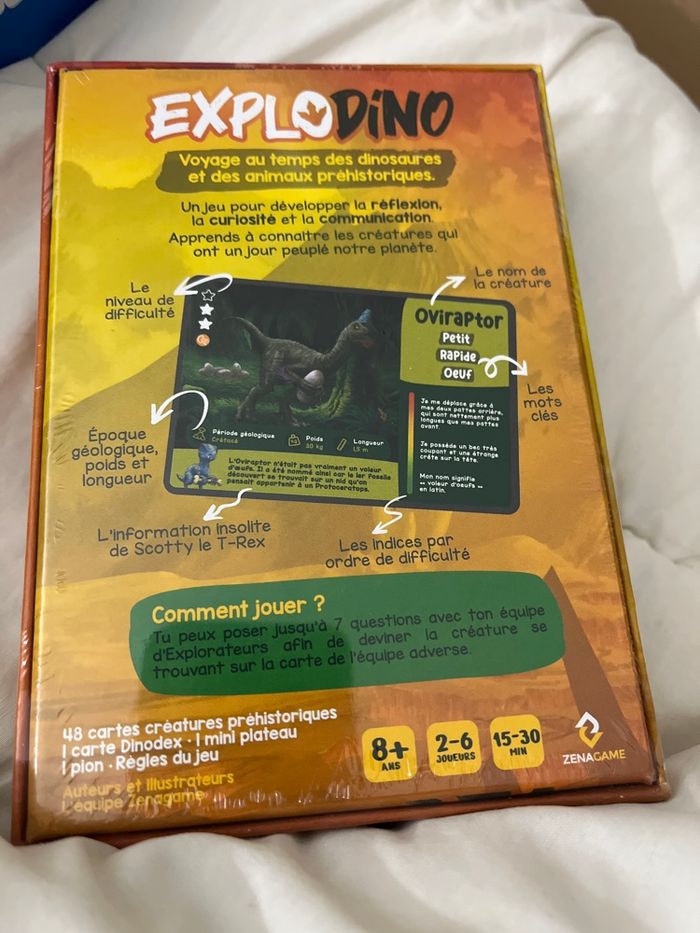 EXPLODiNO
Voyage au temps des dinosaures
et des animaux préhistoriques.
Un jeu pour développer la réflexion,
la curiosité et la communication.
Apprends à connaitre les créatures qui
ont un jour peuplé notre planète.
Le
niveau de
difficulté
Le nom de
la créature
Oviraptor
Petit
Rapide
Oeuf
Les
mots
clés
Époque
géologique,
poids et
longueur
Période géologique
Crétacé
Poids
30 kg
Longueur
1,5 m
L'Oviraptor n'était pas vraiment un voleur
d'œufs. Il a été nommé ainsi car le 1er fossile
découvert se trouvait sur un nid qu'on
pensait appartenir à un Protoceratops.
Je me déplace grâce à
mes deux pattes arrière,
qui sont nettement plus
longues que mes pattes
avant.
Je possède un bec très
coupant et une étrange
crête sur la tête.
Mon nom signifie
« voleur d'oeufs »
en latin.
L'information insolite
de Scotty le T-Rex
Les indices par
ordre de difficulté
Comment jouer ?
Tu peux poser jusqu'à 7 questions avec ton équipe
d'Explorateurs afin de deviner la créature se
trouvant sur la carte de l'équipe adverse.
48 cartes créatures préhistoriques
1 carte Dinodex · 1 mini plateau
1 pion · Règles du jeu
Auteurs et Illustrateurs
L'équipe Zenagame
8+
ANS
2-6
JOUEURS
15-30
MIN
ZENAGAME